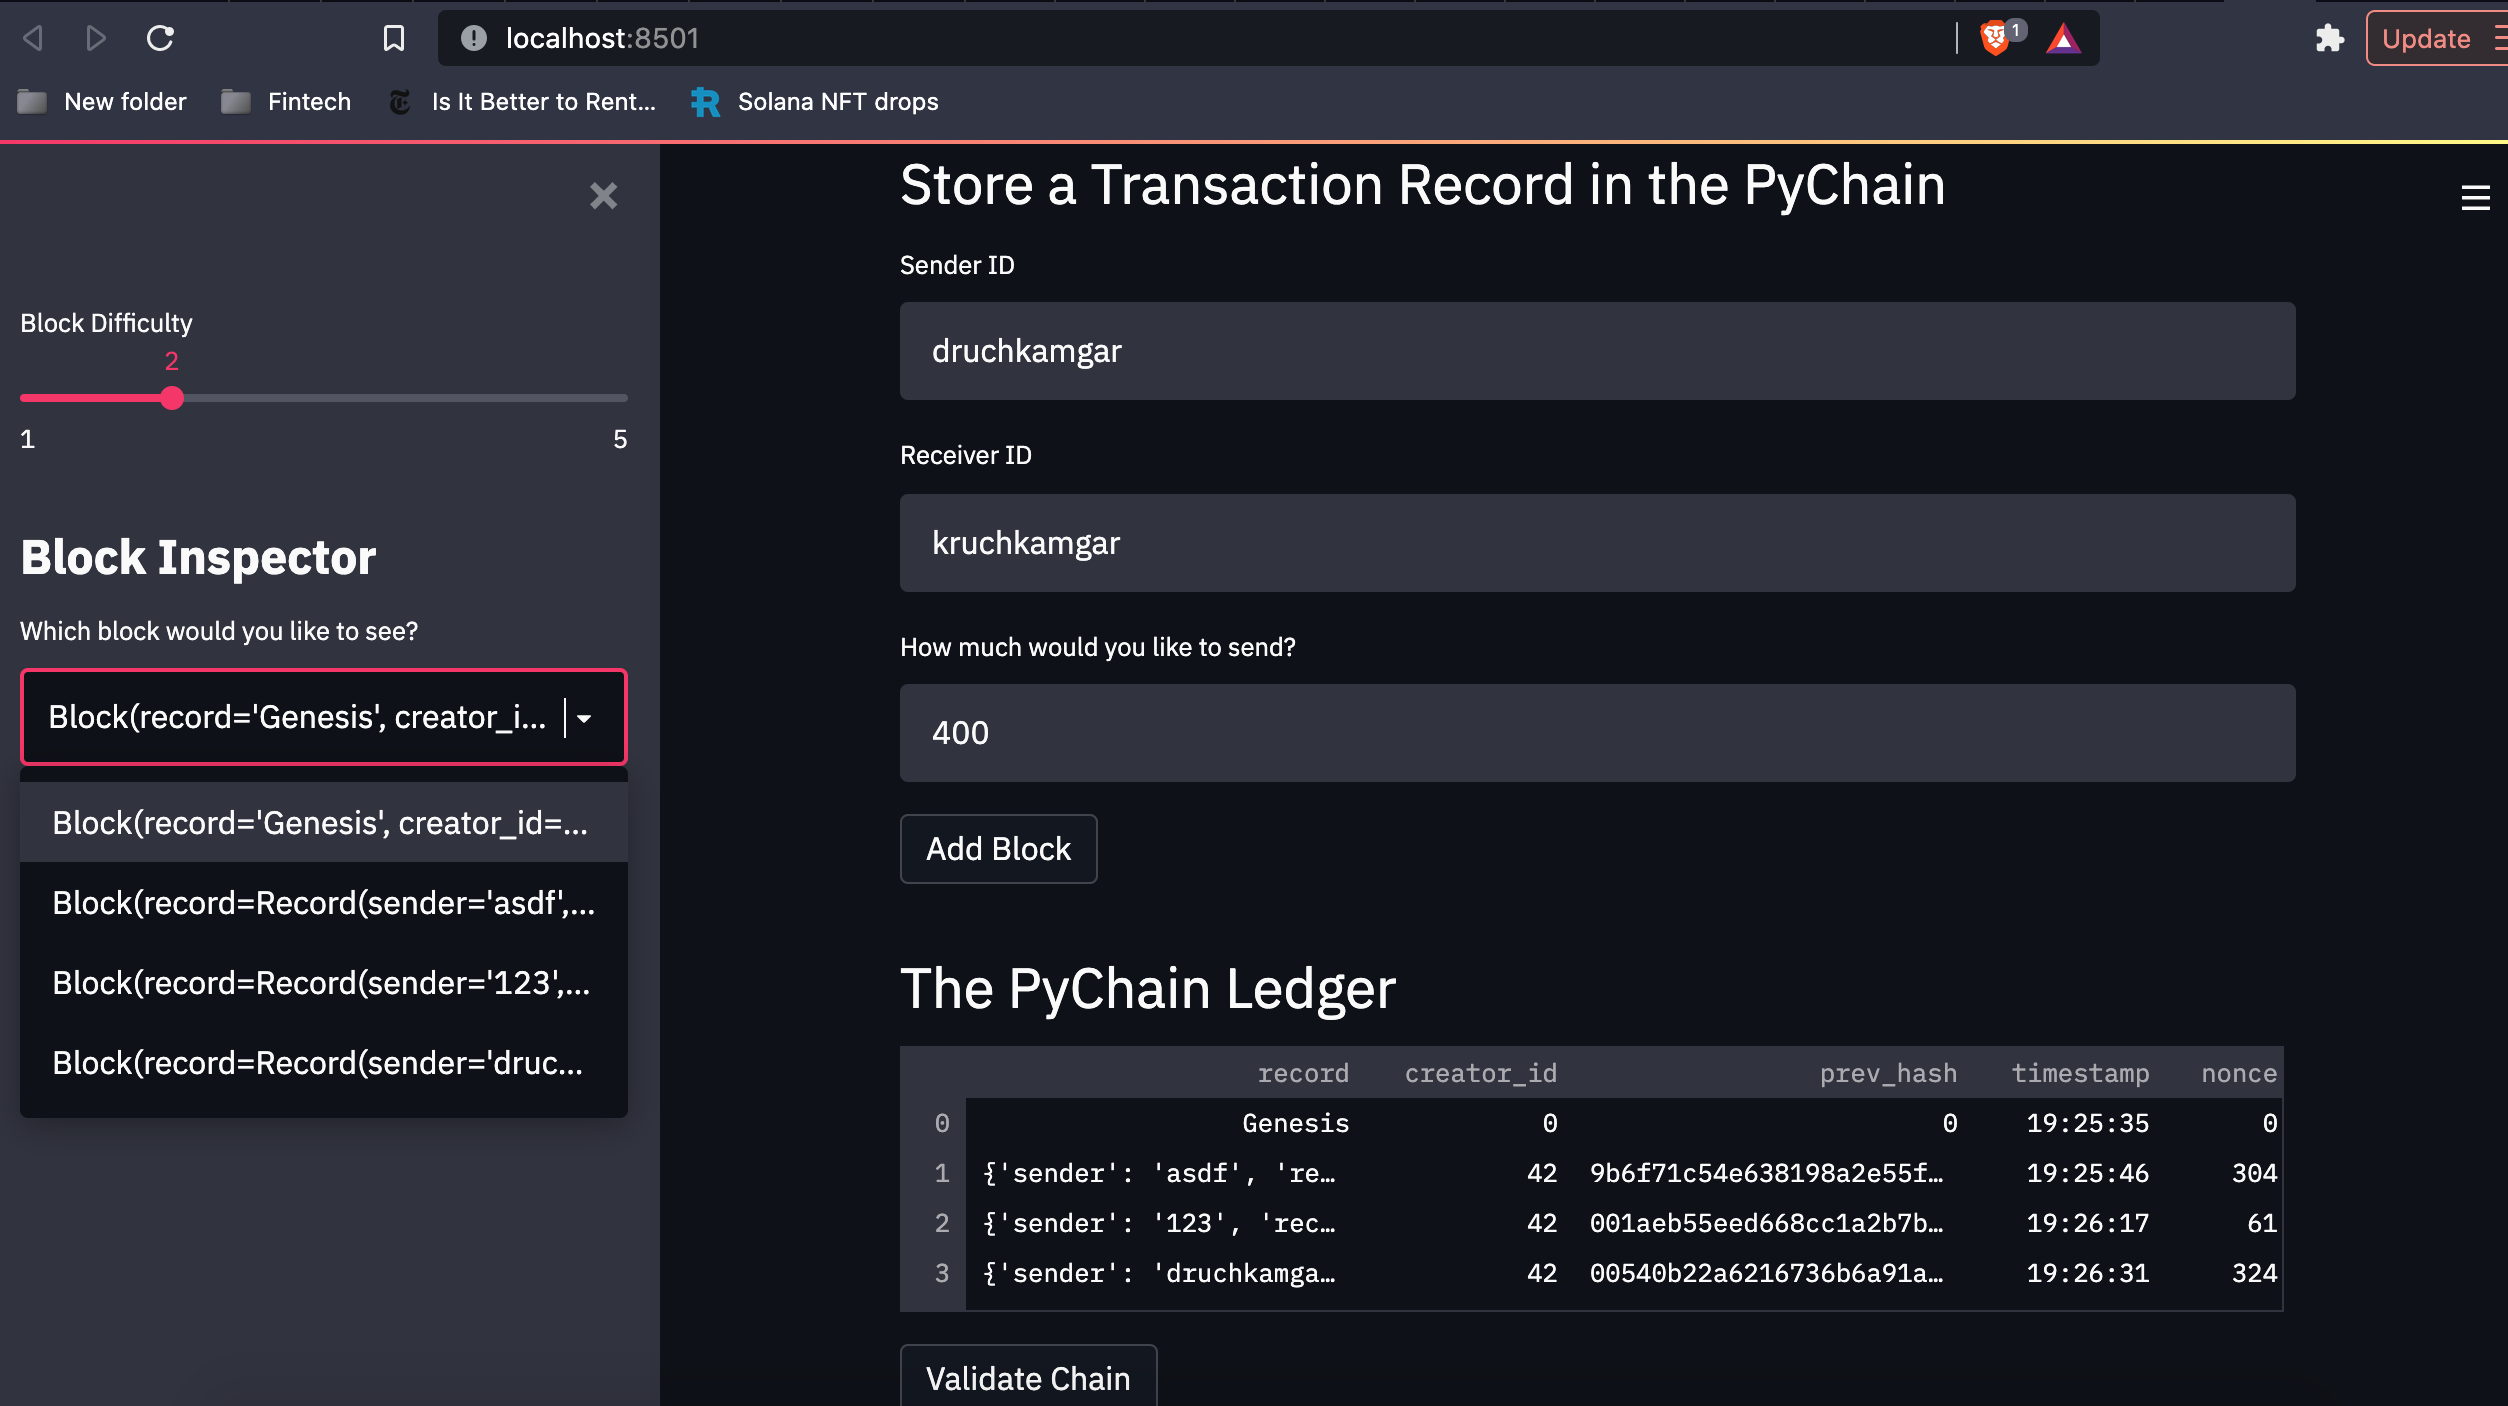 localhost:8501
1
Update
New folder
Fintech
Is It Better to Rent...
Solana NFT drops
Block Difficulty
2
1
5
Block Inspector
Which block would you like to see?
Block(record='Genesis', creator_i...
Block(record='Genesis', creator_id=...
Block(record=Record(sender='asdf',...
Block(record=Record(sender='123',...
Block(record=Record(sender='druc...
Store a Transaction Record in the PyChain
Sender ID
druchkamgar
Receiver ID
kruchkamgar
How much would you like to send?
400
Add Block
The PyChain Ledger
record creator_id prev_hash timestamp nonce
0 Genesis 0 0 19:25:35 0
1 {'sender': 'asdf', 're… 42 9b6f71c54e638198a2e55f… 19:25:46 304
2 {'sender': '123', 'rec… 42 001aeb55eed668cc1a2b7b… 19:26:17 61
3 {'sender': 'druchkamga… 42 00540b22a6216736b6a91a… 19:26:31 324
Validate Chain